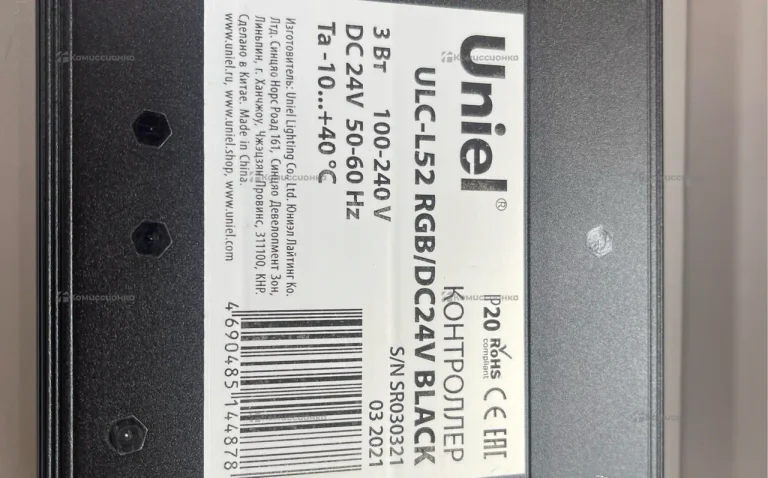 Uniel®
IP20 RoHS compliant CE EAC
КОНТРОЛЛЕР
ULC-L52 RGB/DC24V BLACK
S/N SR030321
03 2021
3 Вт 100-240 V
DC 24V 50-60 Hz
Ta -10...+40°C
Изготовитель: Uniel Lighting Co., Ltd. Юниэл Лайтинг Ко.
Лтд. Синцяо Норс Роад 161, Синцяо Девелопмент Зон,
Линьпин, г. Ханчжоу, Чжэцзян Провинс, 311100, КНР.
Сделано в Китае. Made in China.
www.uniel.ru, www.uniel.shop, www.uniel.com
4690485144878
Комиссионка